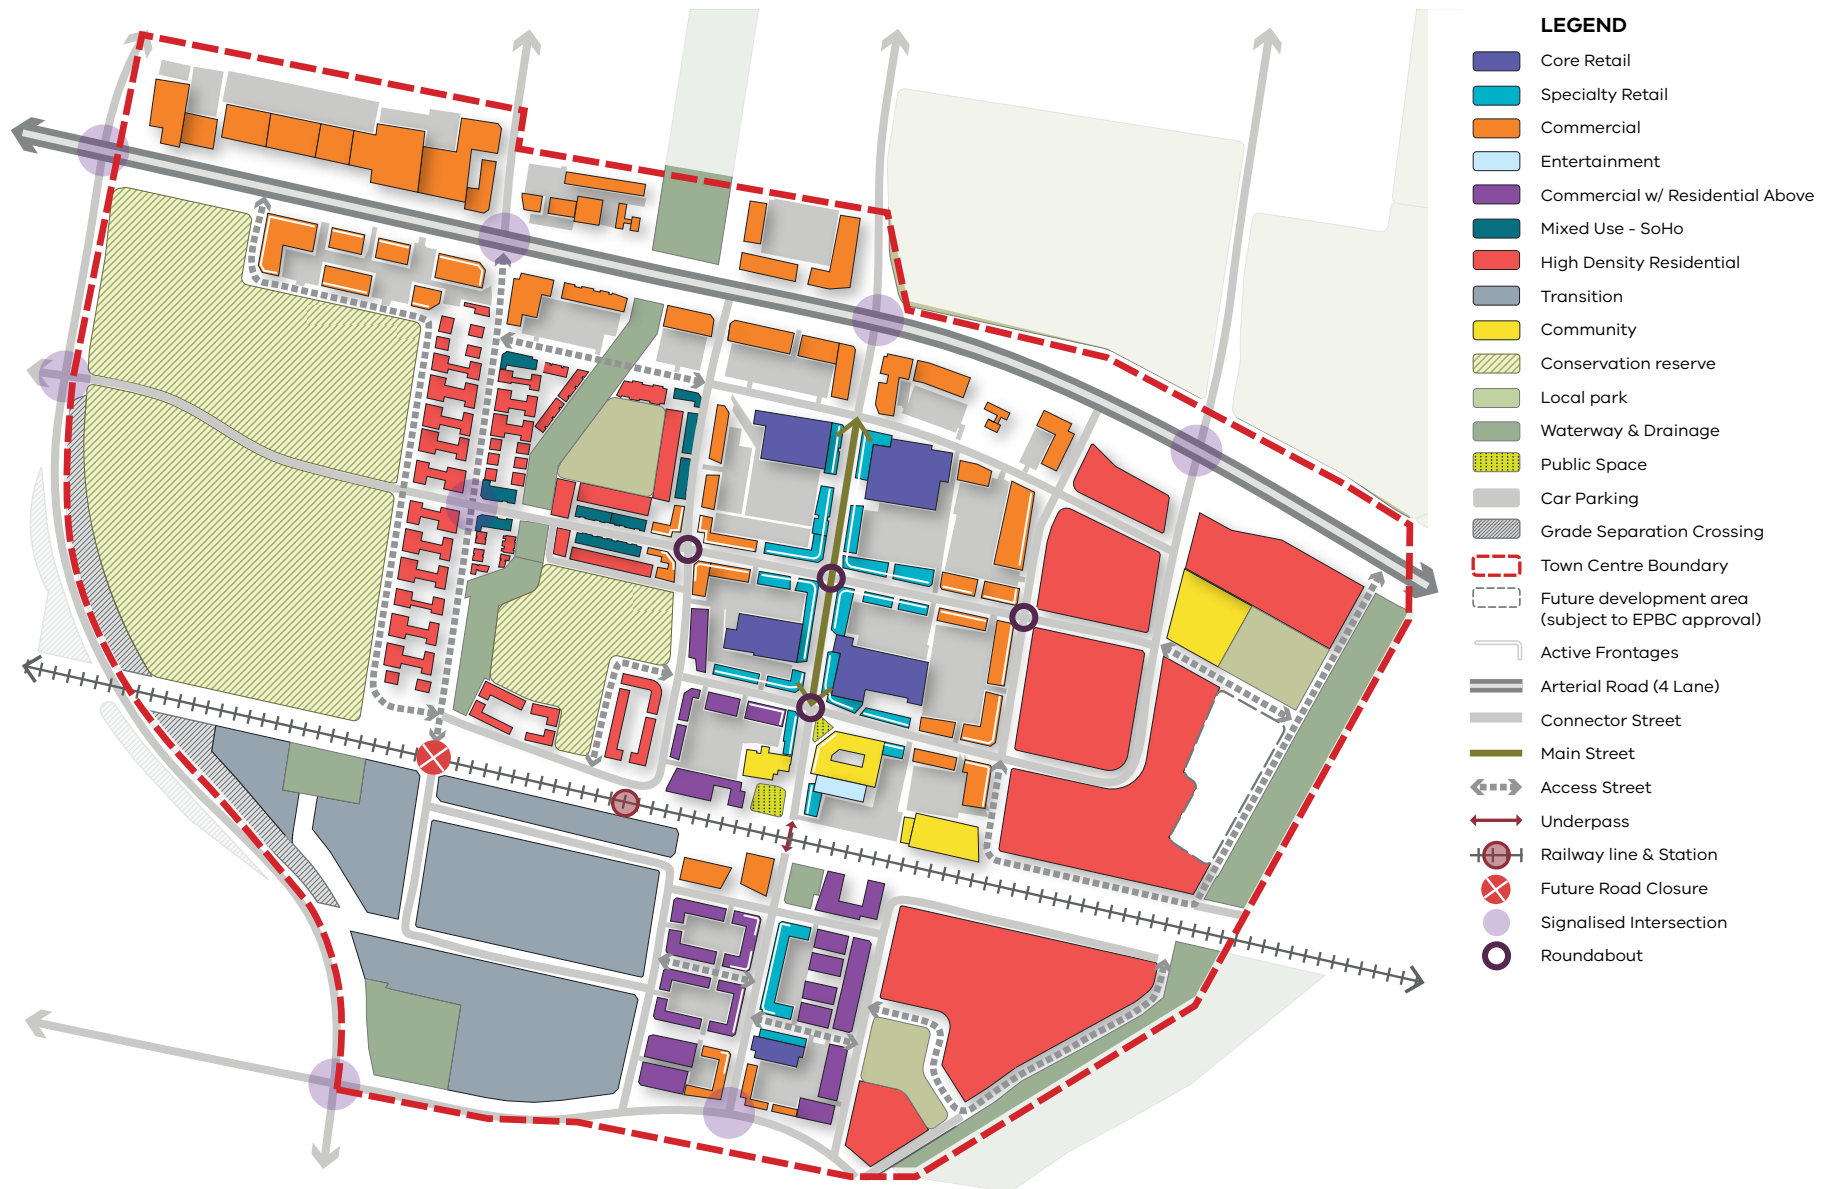 LEGEND
Core Retail
Specialty Retail
Commercial
Entertainment
Commercial w/ Residential Above
Mixed Use - SoHo
High Density Residential
Transition
Community
Conservation reserve
Local park
Waterway & Drainage
Public Space
Car Parking
Grade Separation Crossing
Town Centre Boundary
Future development area
(subject to EPBC approval)
Active Frontages
Arterial Road (4 Lane)
Connector Street
Main Street
Access Street
Underpass
Railway line & Station
Future Road Closure
Signalised Intersection
Roundabout